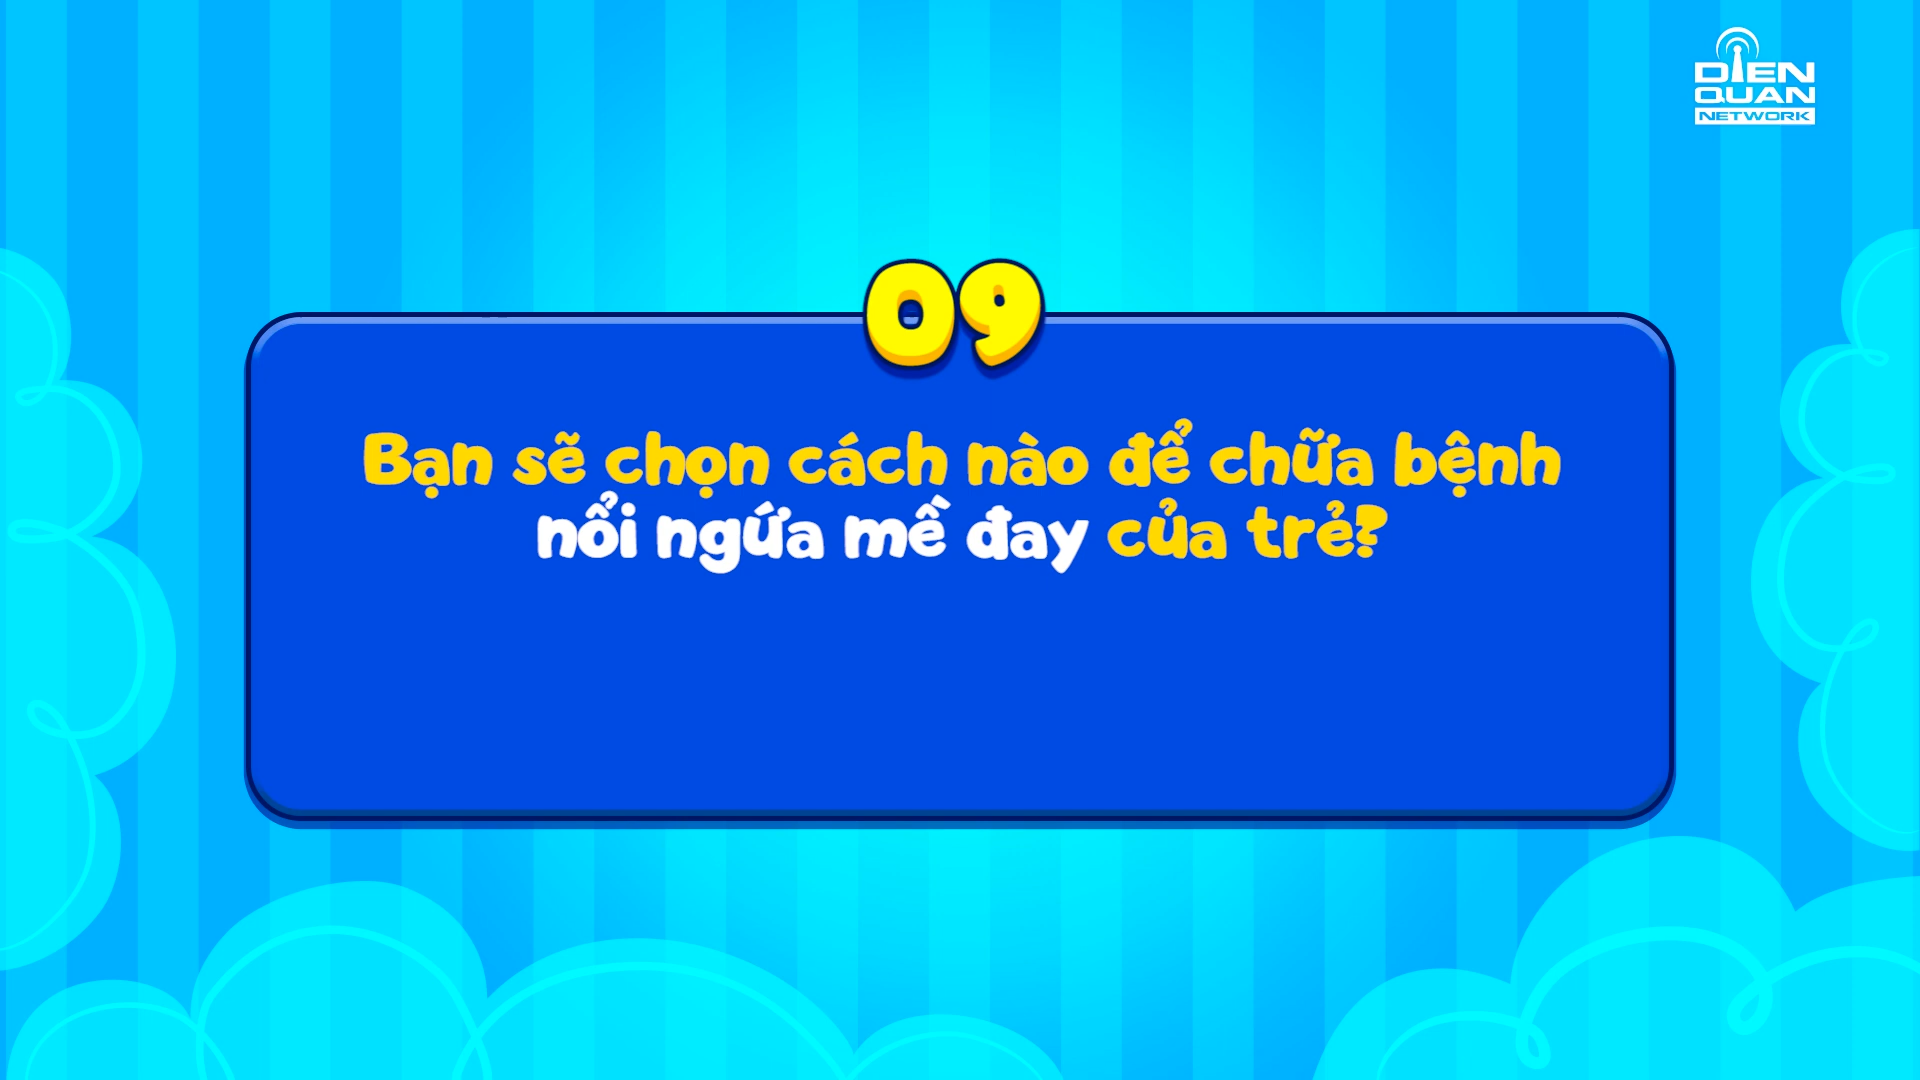 DIEN
QUAN
NETWORK
09
Bạn sẽ chọn cách nào để chữa bệnh
nổi ngứa mề đay của trẻ?